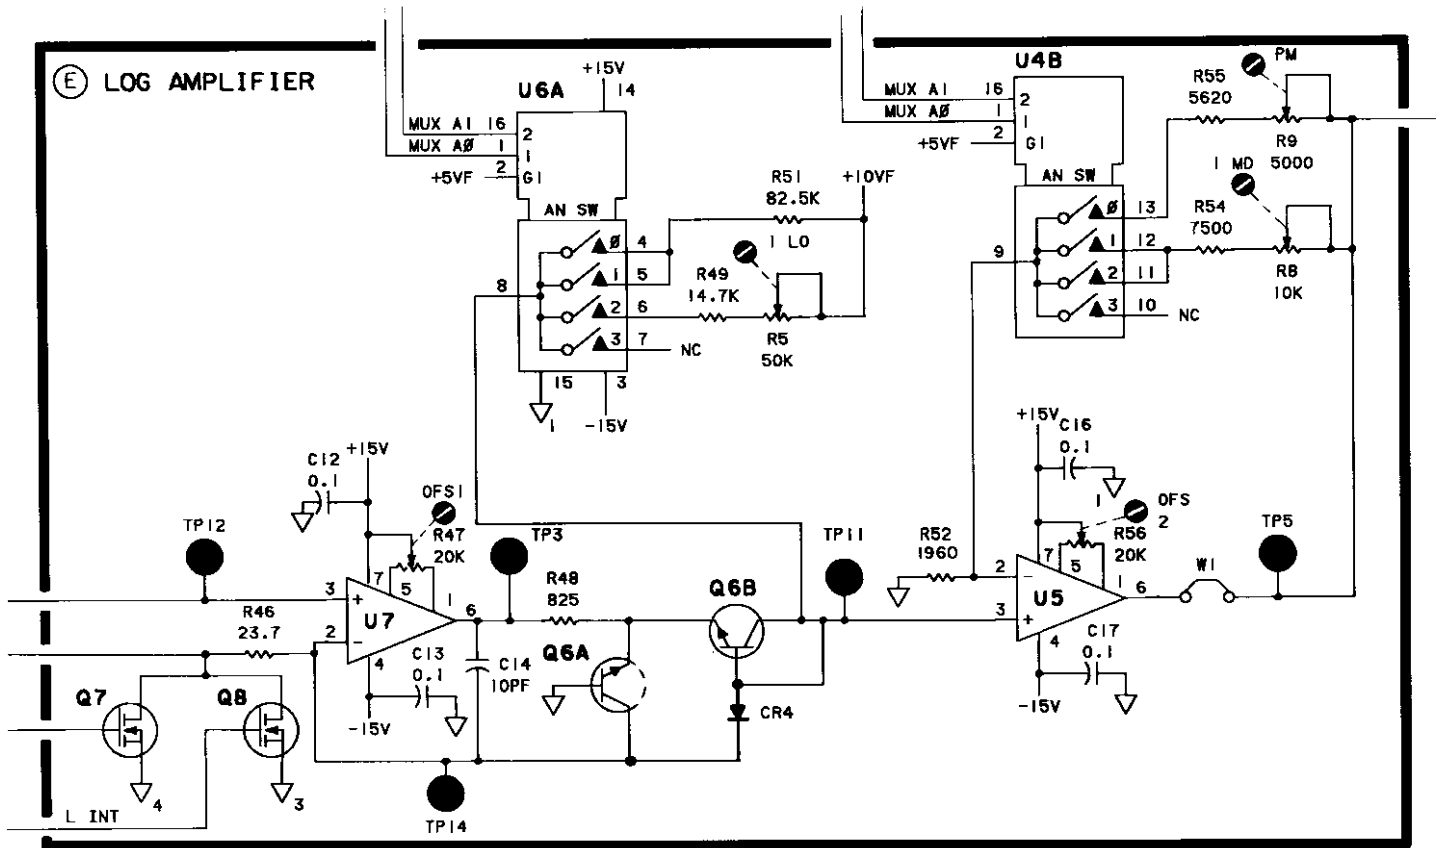 E LOG AMPLIFIER
U6A
+15V
14
MUX A1 16
MUX AØ 1
+5VF 2
2
1
G1
AN SW
Ø 4
1 5
2 6
3 7
NC
8
15
3
1
-15V
R51
82.5K
+10VF
1 LO
R49
14.7K
R5
50K
U4B
MUX A1 16
MUX AØ 1
+5VF 2
2
1
G1
AN SW
Ø 13
1 12
2 11
3 10
NC
9
R55
5620
PM
R9
5000
1 MD
R54
7500
R8
10K
C12
0.1
+15V
OFS1
R47
20K
TP12
3
+
2
-
7
5
1
6
4
U7
R46
23.7
C13
0.1
-15V
TP3
R48
825
C14
10PF
Q6A
Q6B
CR4
TP11
Q7
4
Q8
3
L INT
TP14
+15V
C16
0.1
1
OFS
2
R56
20K
R52
1960
2
-
3
+
7
5
1
6
4
U5
C17
0.1
-15V
W1
TP5